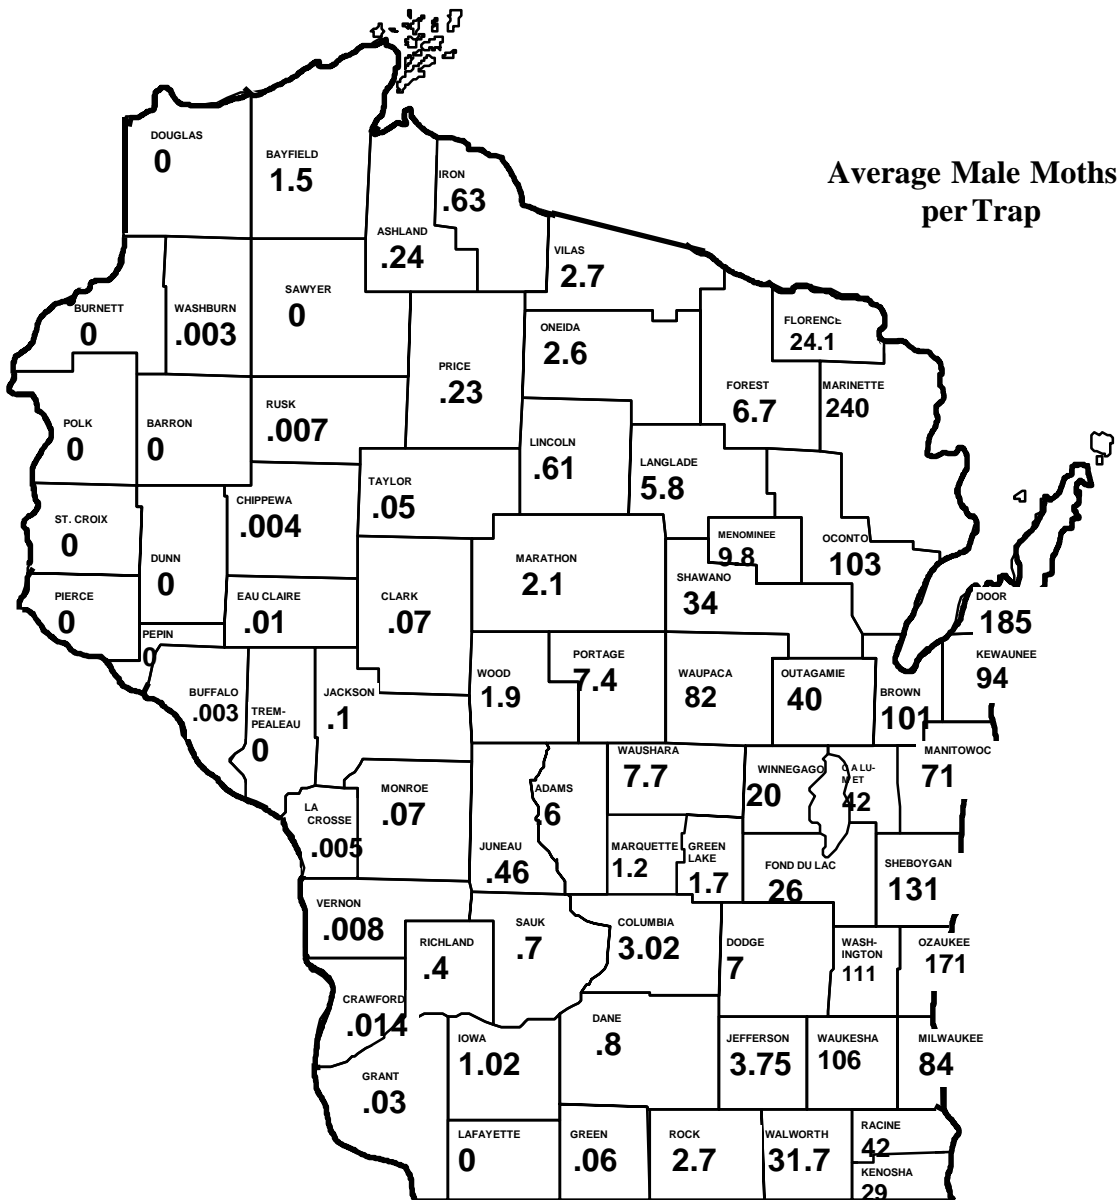 DOUGLAS
0
BAYFIELD
1.5
IRON
.63
Average Male Moths
per Trap
ASHLAND
.24
VILAS
2.7
BURNETT
0
WASHBURN
.003
SAWYER
0
FLORENCE
24.1
ONEIDA
2.6
PRICE
.23
FOREST
6.7
MARINETTE
240
POLK
0
BARRON
0
RUSK
.007
LINCOLN
.61
LANGLADE
5.8
TAYLOR
.05
CHIPPEWA
.004
ST. CROIX
0
DUNN
0
MARATHON
2.1
MENOMINEE
9.8
OCONTO
103
SHAWANO
34
PIERCE
0
EAU CLAIRE
.01
CLARK
.07
DOOR
185
PEPIN
0
WOOD
1.9
PORTAGE
7.4
WAUPACA
82
OUTAGAMIE
40
BROWN
101
KEWAUNEE
94
BUFFALO
.003
TREM-
PEALEAU
0
JACKSON
.1
WAUSHARA
7.7
WINNEGAGO
20
CALU-
MET
42
MANITOWOC
71
MONROE
.07
ADAMS
6
LA
CROSSE
.005
JUNEAU
.46
MARQUETTE
1.2
GREEN
LAKE
1.7
FOND DU LAC
26
SHEBOYGAN
131
VERNON
.008
RICHLAND
.4
SAUK
.7
COLUMBIA
3.02
DODGE
7
WASH-
INGTON
111
OZAUKEE
171
CRAWFORD
.014
IOWA
1.02
DANE
.8
JEFFERSON
3.75
WAUKESHA
106
MILWAUKEE
84
GRANT
.03
LAFAYETTE
0
GREEN
.06
ROCK
2.7
WALWORTH
31.7
RACINE
42
KENOSHA
29